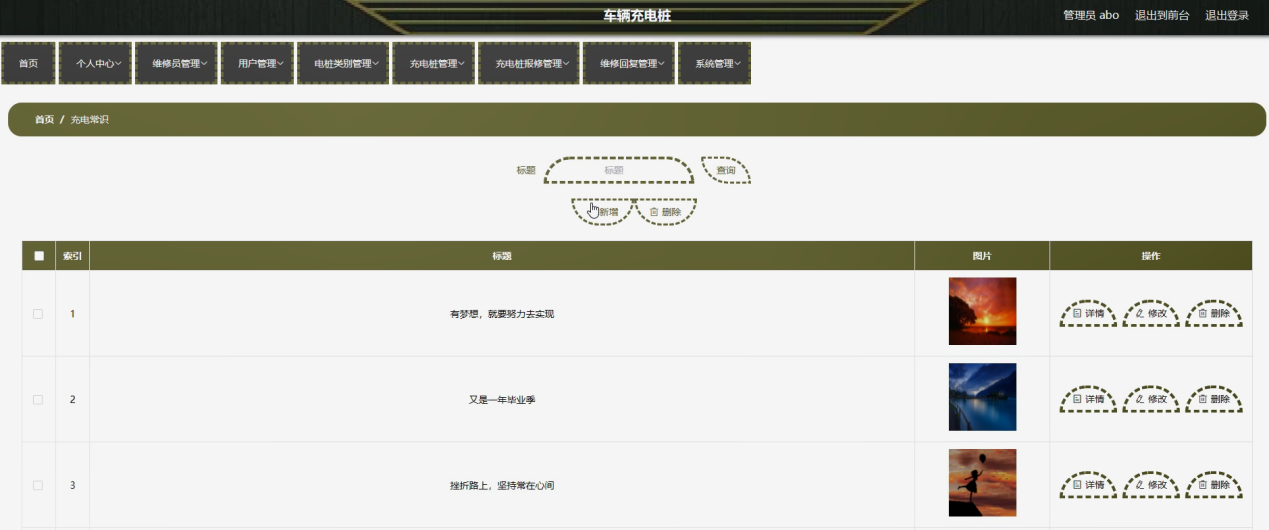 车辆充电桩
管理员 abo 退出到前台 退出登录
首页 个人中心 维修员管理 用户管理 电桩类别管理 充电桩管理 充电桩报修管理 维修回复管理 系统管理
首页 / 充电常识
标题 标题 查询
新增 删除
索引 标题 图片 操作
1 有梦想，就要努力去实现 详情 修改 删除
2 又是一年毕业季 详情 修改 删除
3 挫折路上，坚持常在心间 详情 修改 删除